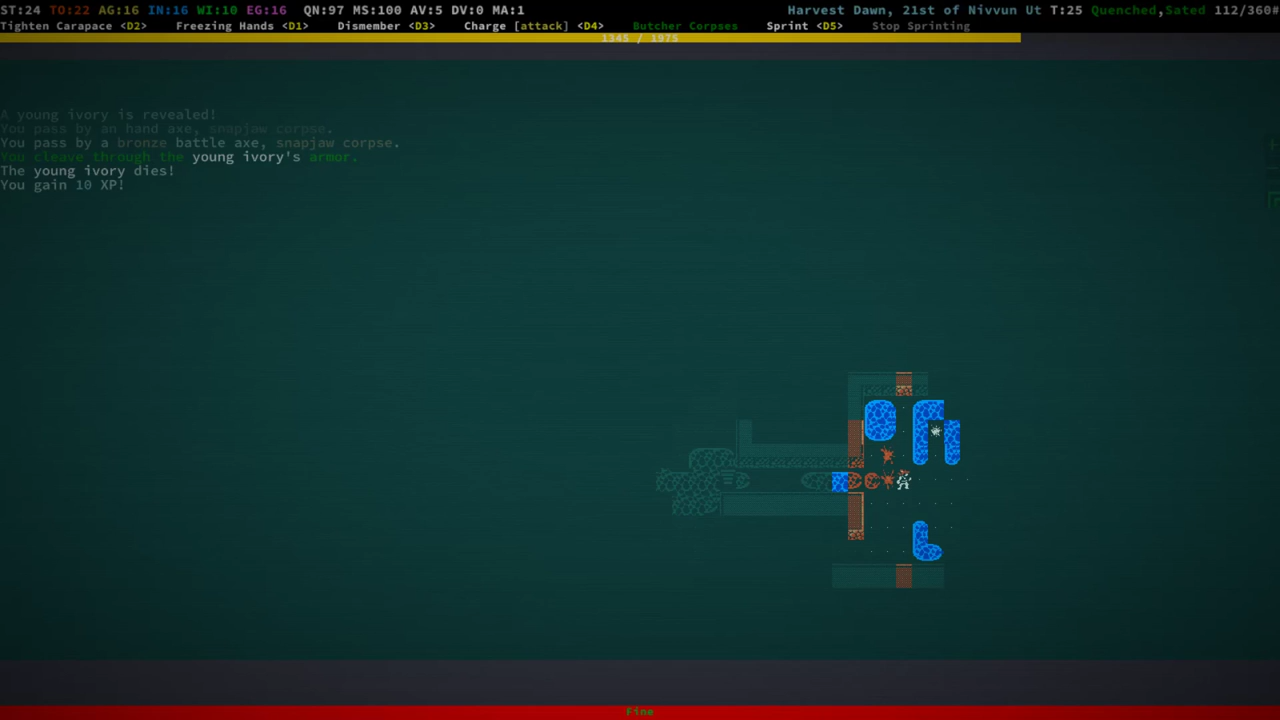 ST:24 TO:22 AG:16 IN:16 WI:10 EG:16 QN:97 MS:100 AV:5 DV:0 MA:1 Harvest Dawn, 21st of Nivvun Ut T:25 Quenched,Sated 112/360#
Tighten Carapace <D2> Freezing Hands <D1> Dismember <D3> Charge [attack] <D4> Butcher Corpses Sprint <D5> Stop Sprinting
1345 / 1975
A young ivory is revealed!
You pass by an hand axe, snapjaw corpse.
You pass by a bronze battle axe, snapjaw corpse.
You cleave through the young ivory's armor.
The young ivory dies!
You gain 10 XP!
Fine